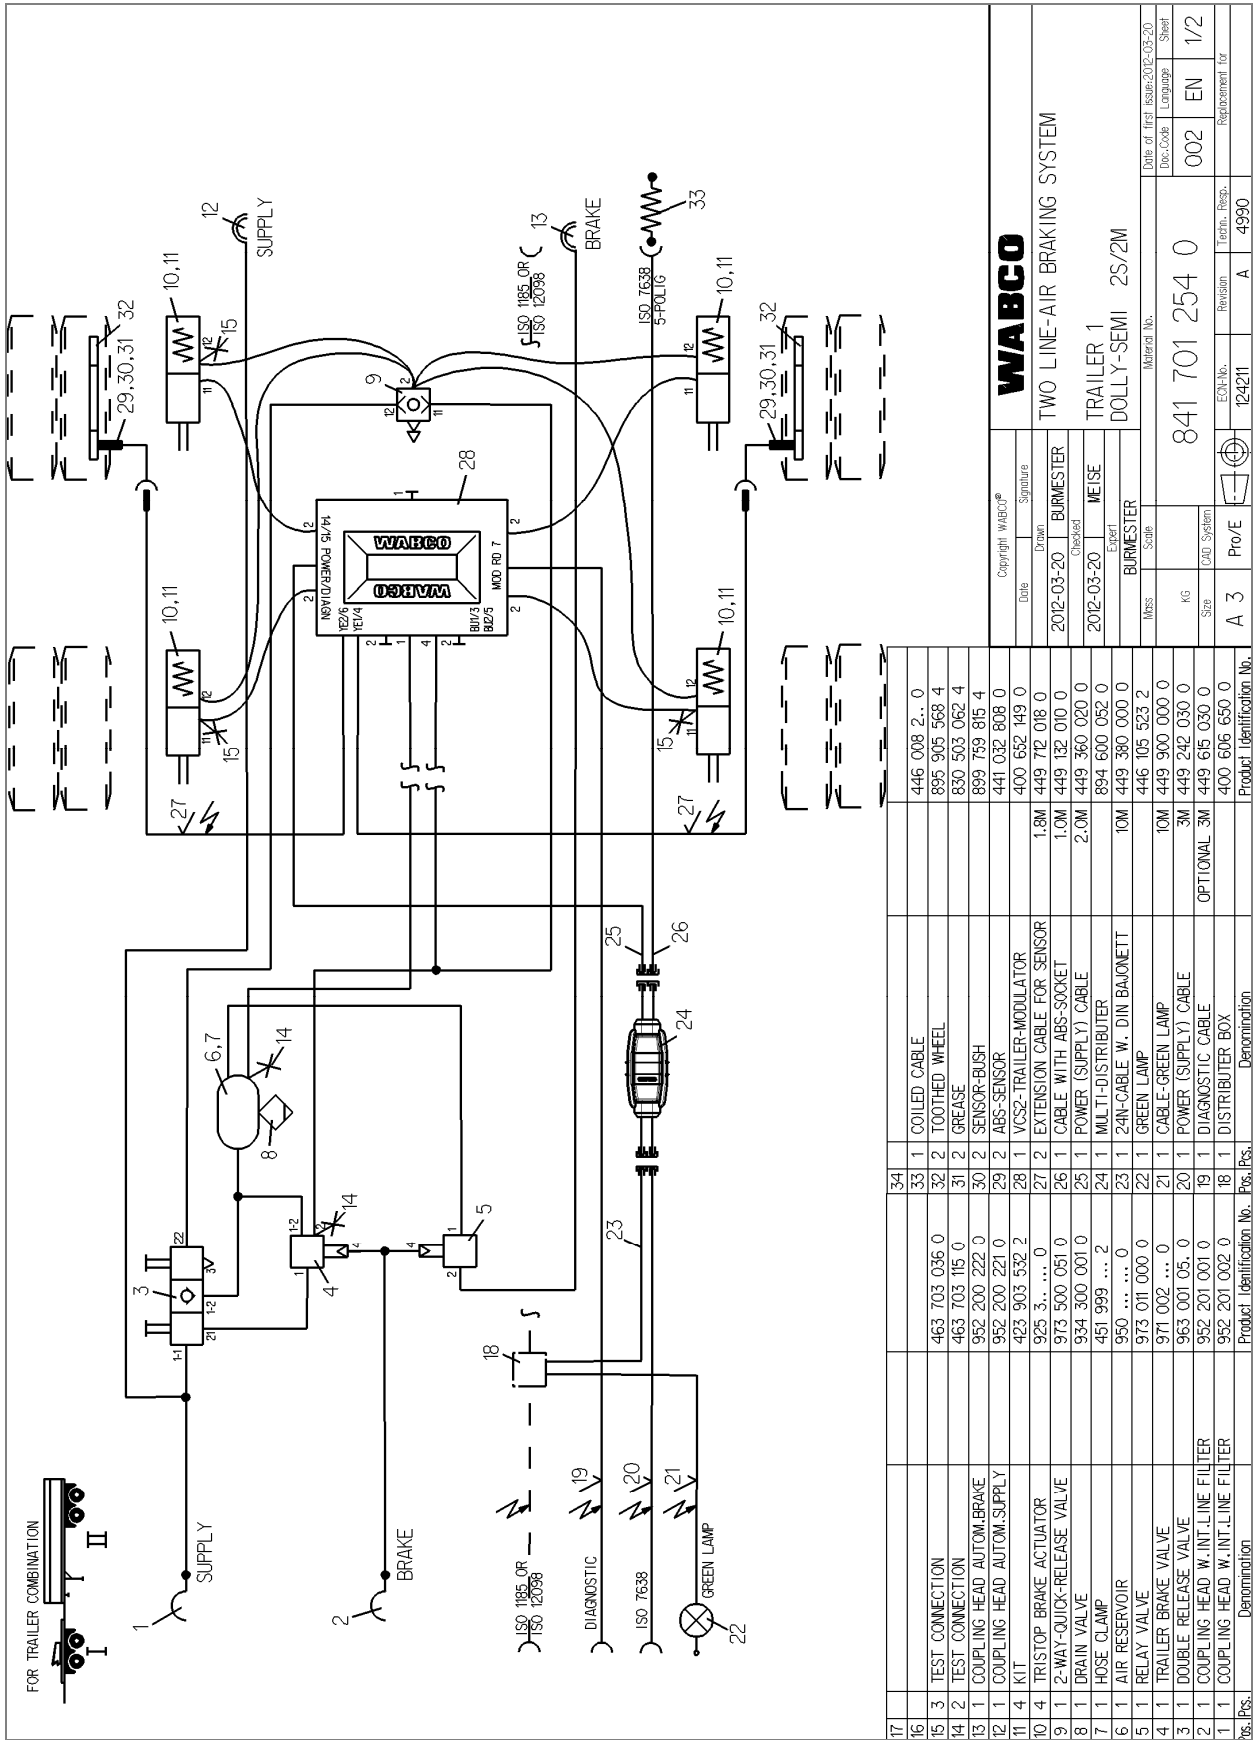 FOR TRAILER COMBINATION
I
II
1
SUPPLY
2
BRAKE
ISO 1185 OR
ISO 12098
DIAGNOSTIC
ISO 7638
GREEN LAMP
22
19
20
21
18
23
3
1-1
21
1-2
3
22
4
1
1-2
2
4
14
5
4
2
1
6,7
8
14
24
25
26
27
27
15
10,11
11
12
15
10,11
11
12
15
10,11
11
12
10,11
11
12
9
12
11
2
28
14/15 POWER/DIAGN
YE2/6
YE1/4
BU1/3
BU2/5
MOD RD 7
WABCO
WABCO
2
2
2
2
1
2
1
4
2
29,30,31
32
29,30,31
32
12
SUPPLY
13
BRAKE
ISO 1185 OR
ISO 12098
ISO 7638
5-POLIG
33
17
16
15 3 TEST CONNECTION 463 703 036 0
14 2 TEST CONNECTION 463 703 115 0
13 1 COUPLING HEAD AUTOM.BRAKE 952 200 222 0
12 1 COUPLING HEAD AUTOM.SUPPLY 952 200 221 0
11 4 KIT 423 903 532 2
10 4 TRISTOP BRAKE ACTUATOR 925 3.. ... 0
9 1 2-WAY-QUICK-RELEASE VALVE 973 500 051 0
8 1 DRAIN VALVE 934 300 001 0
7 1 HOSE CLAMP 451 999 ... 2
6 1 AIR RESERVOIR 950 ... ... 0
5 1 RELAY VALVE 973 011 000 0
4 1 TRAILER BRAKE VALVE 971 002 ... 0
3 1 DOUBLE RELEASE VALVE 963 001 05. 0
2 1 COUPLING HEAD W.INT.LINE FILTER 952 201 001 0
1 1 COUPLING HEAD W.INT.LINE FILTER 952 201 002 0
Pos. Pcs. Denomination Product Identification No.
34
33 1 COILED CABLE 446 008 2.. 0
32 2 TOOTHED WHEEL 895 905 568 4
31 2 GREASE 830 503 062 4
30 2 SENSOR-BUSH 899 759 815 4
29 2 ABS-SENSOR 441 032 808 0
28 1 VCS2-TRAILER-MODULATOR 400 652 149 0
27 2 EXTENSION CABLE FOR SENSOR 1.8M 449 712 018 0
26 1 CABLE WITH ABS-SOCKET 1.0M 449 132 010 0
25 1 POWER (SUPPLY) CABLE 2.0M 449 360 020 0
24 1 MULTI-DISTRIBUTER 894 600 052 0
23 1 24N-CABLE W. DIN BAJONETT 10M 449 380 000 0
22 1 GREEN LAMP 446 105 523 2
21 1 CABLE-GREEN LAMP 10M 449 900 000 0
20 1 POWER (SUPPLY) CABLE 3M 449 242 030 0
19 1 DIAGNOSTIC CABLE OPTIONAL 3M 449 615 030 0
18 1 DISTRIBUTER BOX 400 606 650 0
Pos. Pcs. Denomination Product Identification No.
Copyright WABCO®
WABCO
Date Signature
Drawn
2012-03-20 BURMESTER
Checked
2012-03-20 MEISE
Expert
BURMESTER
TWO LINE-AIR BRAKING SYSTEM
TRAILER 1
DOLLY-SEMI 2S/2M
Mass Scale
KG
Size CAD System
A 3 Pro/E
Material No.
841 701 254 0
Date of first issue:2012-03-20
Doc.Code Language Sheet
002 EN 1/2
ECN-No. Revision Techn. Resp. Replacement for
124211 A 4990